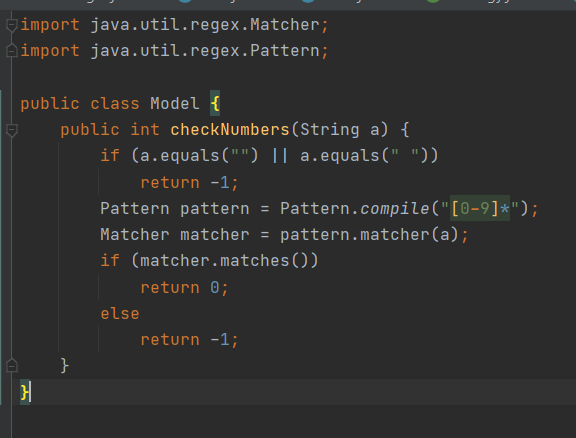 import java.util.regex.Matcher;
import java.util.regex.Pattern;
public class Model {
public int checkNumbers(String a) {
if (a.equals("") || a.equals(" "))
return -1;
Pattern pattern = Pattern.compile("[0-9]*");
Matcher matcher = pattern.matcher(a);
if (matcher.matches())
return 0;
else
return -1;
}
}